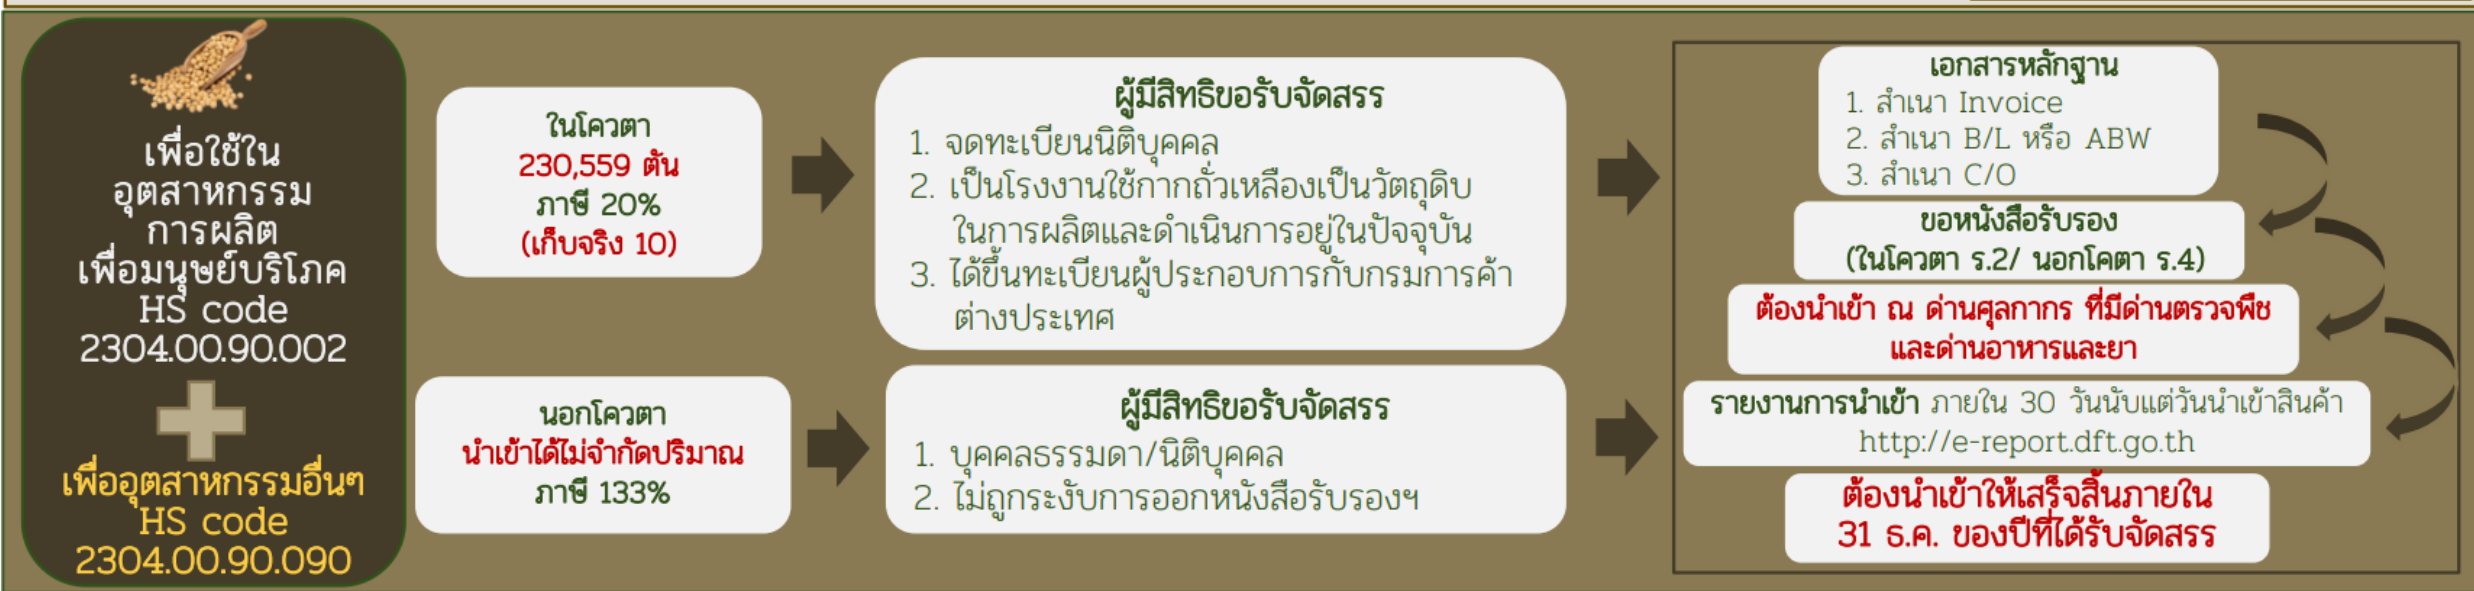 เพื่อใช้ใน
อุตสาหกรรม
การผลิต
เพื่อมนุษย์บริโภค
HS code
2304.00.90.002
เพื่ออุตสาหกรรมอื่นๆ
HS code
2304.00.90.090
ในโควตา
230,559 ตัน
ภาษี 20%
(เก็บจริง 10)
นอกโควตา
นำเข้าได้ไม่จำกัดปริมาณ
ภาษี 133%
ผู้มีสิทธิขอรับจัดสรร
1. จดทะเบียนนิติบุคคล
2. เป็นโรงงานใช้กากถั่วเหลืองเป็นวัตถุดิบ
ในการผลิตและดำเนินการอยู่ในปัจจุบัน
3. ได้ขึ้นทะเบียนผู้ประกอบการกับกรมการค้า
ต่างประเทศ
ผู้มีสิทธิขอรับจัดสรร
1. บุคคลธรรมดา/นิติบุคคล
2. ไม่ถูกระงับการออกหนังสือรับรองฯ
เอกสารหลักฐาน
1. สำเนา Invoice
2. สำเนา B/L หรือ ABW
3. สำเนา C/O
ขอหนังสือรับรอง
(ในโควตา ร.2/ นอกโคตา ร.4)
ต้องนำเข้า ณ ด่านศุลกากร ที่มีด่านตรวจพืช
และด่านอาหารและยา
รายงานการนำเข้า ภายใน 30 วันนับแต่วันนำเข้าสินค้า
http://e-report.dft.go.th
ต้องนำเข้าให้เสร็จสิ้นภายใน
31 ธ.ค. ของปีที่ได้รับจัดสรร